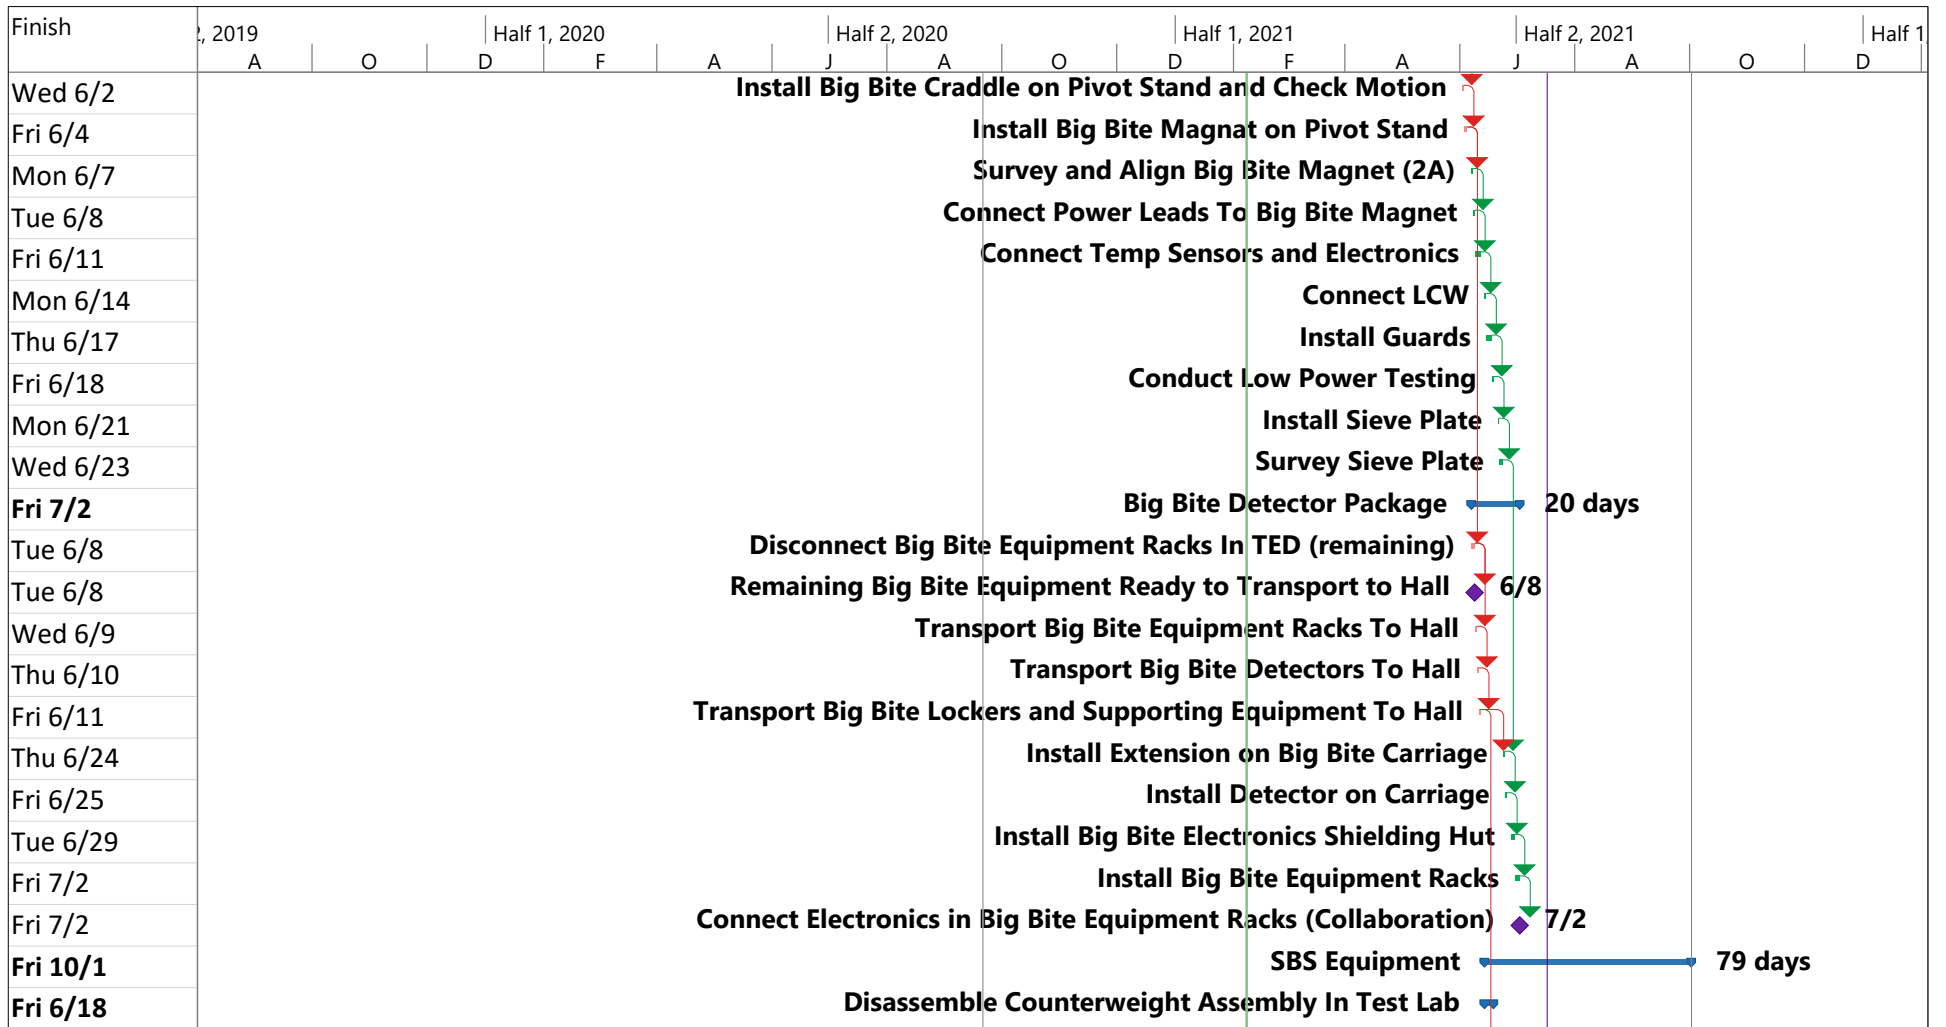 Finish
2, 2019 Half 1, 2020 Half 2, 2020 Half 1, 2021 Half 2, 2021 Half 1,
A O D F A J A O D F A J A O D
Wed 6/2 Install Big Bite Craddle on Pivot Stand and Check Motion
Fri 6/4 Install Big Bite Magnat on Pivot Stand
Mon 6/7 Survey and Align Big Bite Magnet (2A)
Tue 6/8 Connect Power Leads To Big Bite Magnet
Fri 6/11 Connect Temp Sensors and Electronics
Mon 6/14 Connect LCW
Thu 6/17 Install Guards
Fri 6/18 Conduct Low Power Testing
Mon 6/21 Install Sieve Plate
Wed 6/23 Survey Sieve Plate
Fri 7/2 Big Bite Detector Package 20 days
Tue 6/8 Disconnect Big Bite Equipment Racks In TED (remaining)
Tue 6/8 Remaining Big Bite Equipment Ready to Transport to Hall 6/8
Wed 6/9 Transport Big Bite Equipment Racks To Hall
Thu 6/10 Transport Big Bite Detectors To Hall
Fri 6/11 Transport Big Bite Lockers and Supporting Equipment To Hall
Thu 6/24 Install Extension on Big Bite Carriage
Fri 6/25 Install Detector on Carriage
Tue 6/29 Install Big Bite Electronics Shielding Hut
Fri 7/2 Install Big Bite Equipment Racks
Fri 7/2 Connect Electronics in Big Bite Equipment Racks (Collaboration) 7/2
Fri 10/1 SBS Equipment 79 days
Fri 6/18 Disassemble Counterweight Assembly In Test Lab